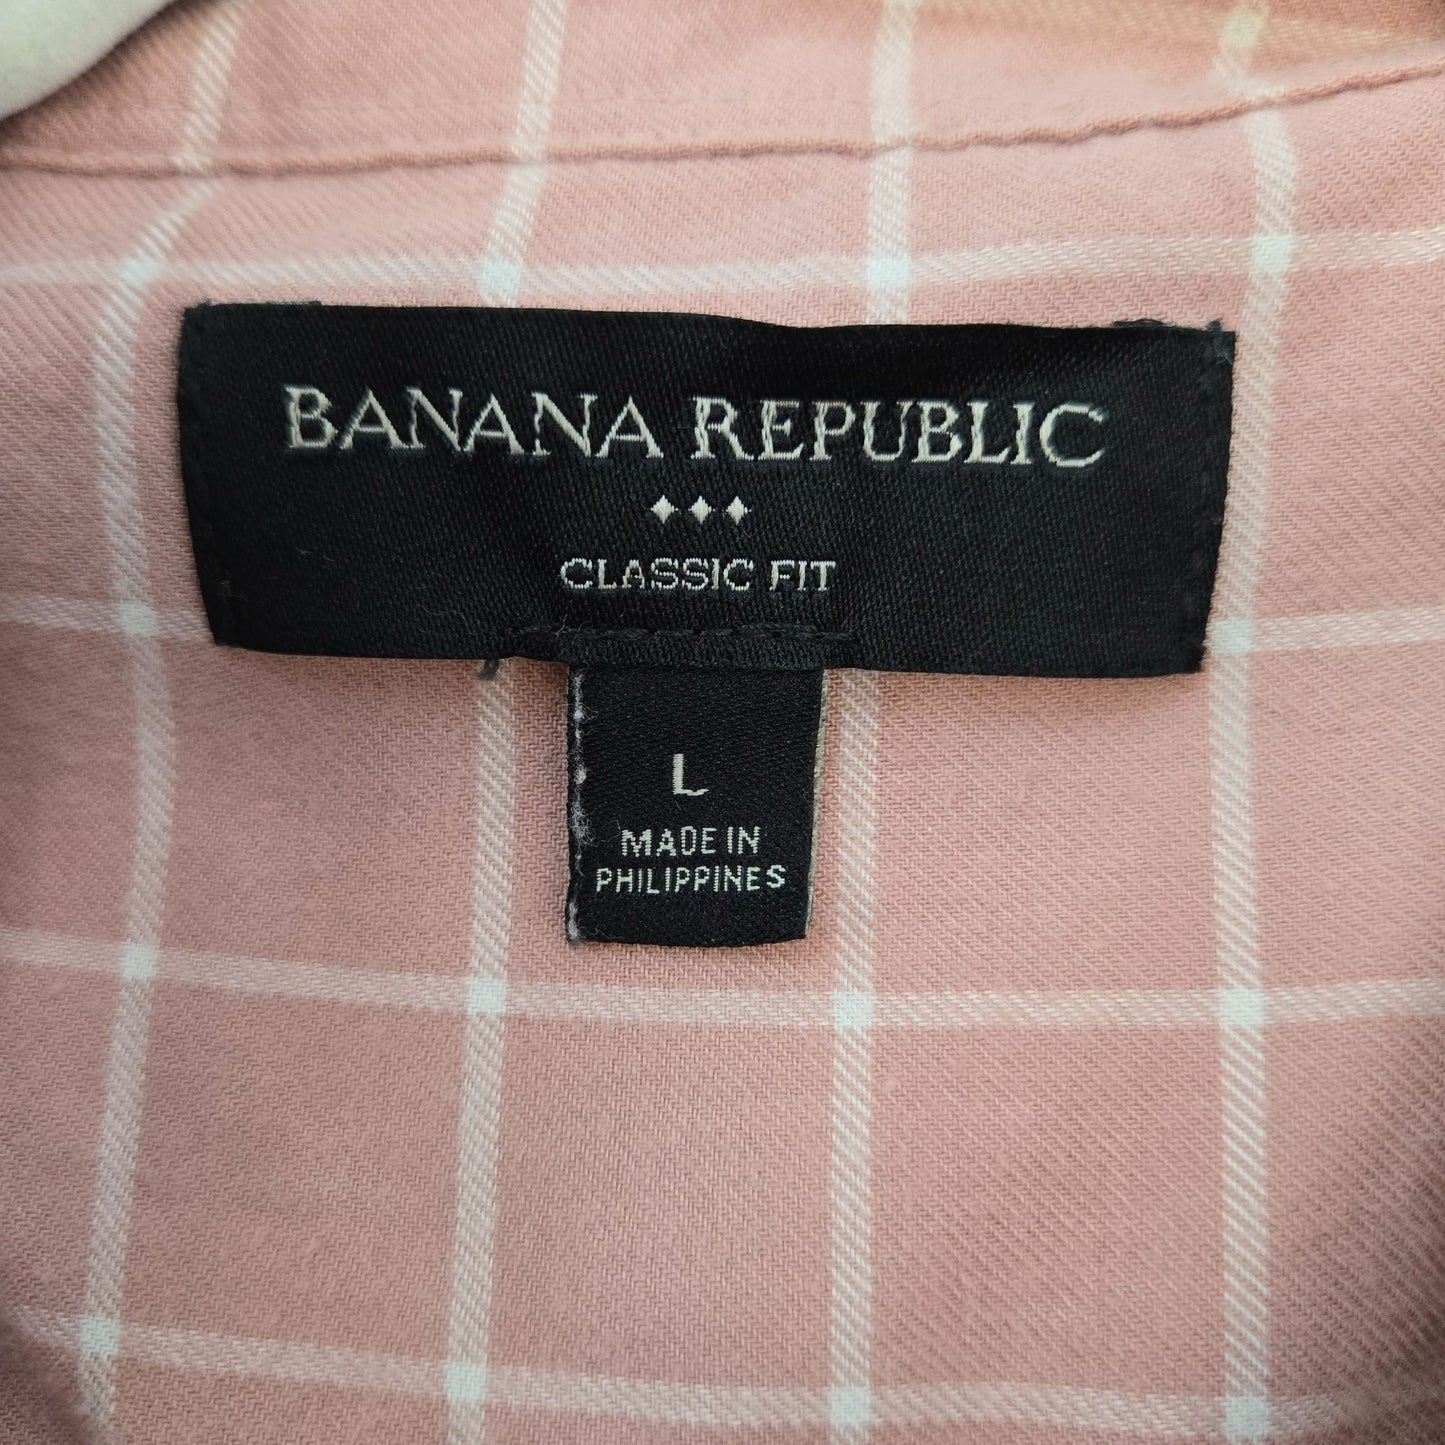 BANANA REPUBLIC
CLASSIC FIT
L
MADE IN
PHILIPPINES